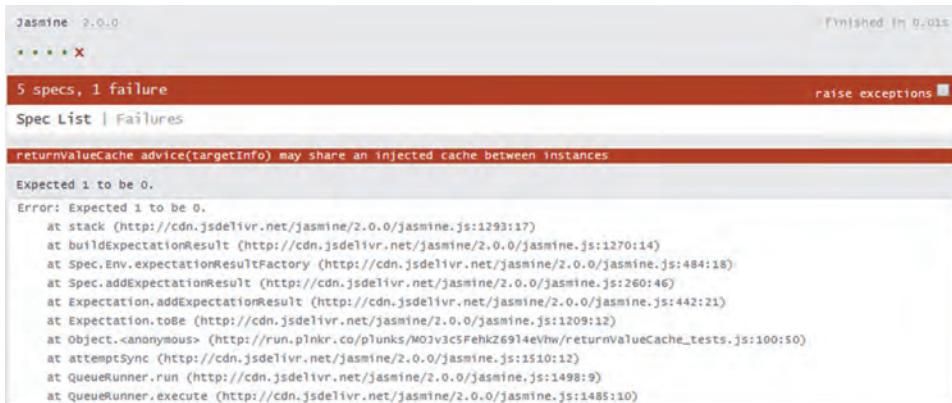 Jasmine 2.0.0
finished in 0.01s
• • • • X
5 specs, 1 failure
raise exceptions
Spec List | Failures
returnValueCache advice(targetInfo) may share an injected cache between instances
Expected 1 to be 0.
Error: Expected 1 to be 0.
at stack (http://cdn.jsdelivr.net/jasmine/2.0.0/jasmine.js:1293:17)
at buildExpectationResult (http://cdn.jsdelivr.net/jasmine/2.0.0/jasmine.js:1270:14)
at Spec.Env.expectationResultFactory (http://cdn.jsdelivr.net/jasmine/2.0.0/jasmine.js:484:18)
at Spec.addExpectationResult (http://cdn.jsdelivr.net/jasmine/2.0.0/jasmine.js:260:46)
at Expectation.addExpectationResult (http://cdn.jsdelivr.net/jasmine/2.0.0/jasmine.js:442:21)
at Expectation.toBe (http://cdn.jsdelivr.net/jasmine/2.0.0/jasmine.js:1209:12)
at Object.<anonymous> (http://run.plnkr.co/plunks/MOJv3c5FehkZ69l4eVhw/returnValueCache_tests.js:100:50)
at attemptSync (http://cdn.jsdelivr.net/jasmine/2.0.0/jasmine.js:1510:12)
at QueueRunner.run (http://cdn.jsdelivr.net/jasmine/2.0.0/jasmine.js:1498:9)
at QueueRunner.execute (http://cdn.jsdelivr.net/jasmine/2.0.0/jasmine.js:1485:10)